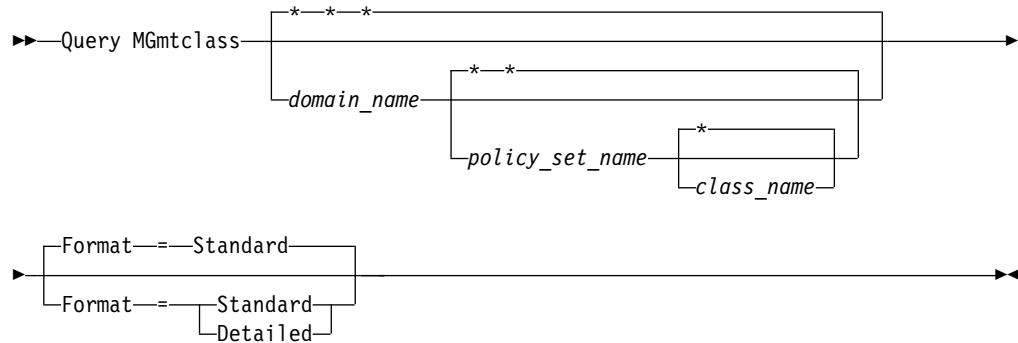 * * *
Query MGmtclass
* *
domain_name
*
policy_set_name
class_name
Format = Standard
Format = Standard
Detailed